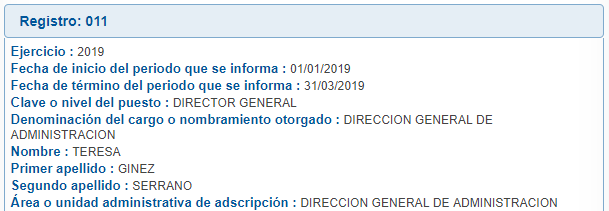 Registro: 011
Ejercicio : 2019
Fecha de inicio del periodo que se informa : 01/01/2019
Fecha de término del periodo que se informa : 31/03/2019
Clave o nivel del puesto : DIRECTOR GENERAL
Denominación del cargo o nombramiento otorgado : DIRECCION GENERAL DE
ADMINISTRACION
Nombre : TERESA
Primer apellido : GINEZ
Segundo apellido : SERRANO
Área o unidad administrativa de adscripción : DIRECCION GENERAL DE ADMINISTRACION